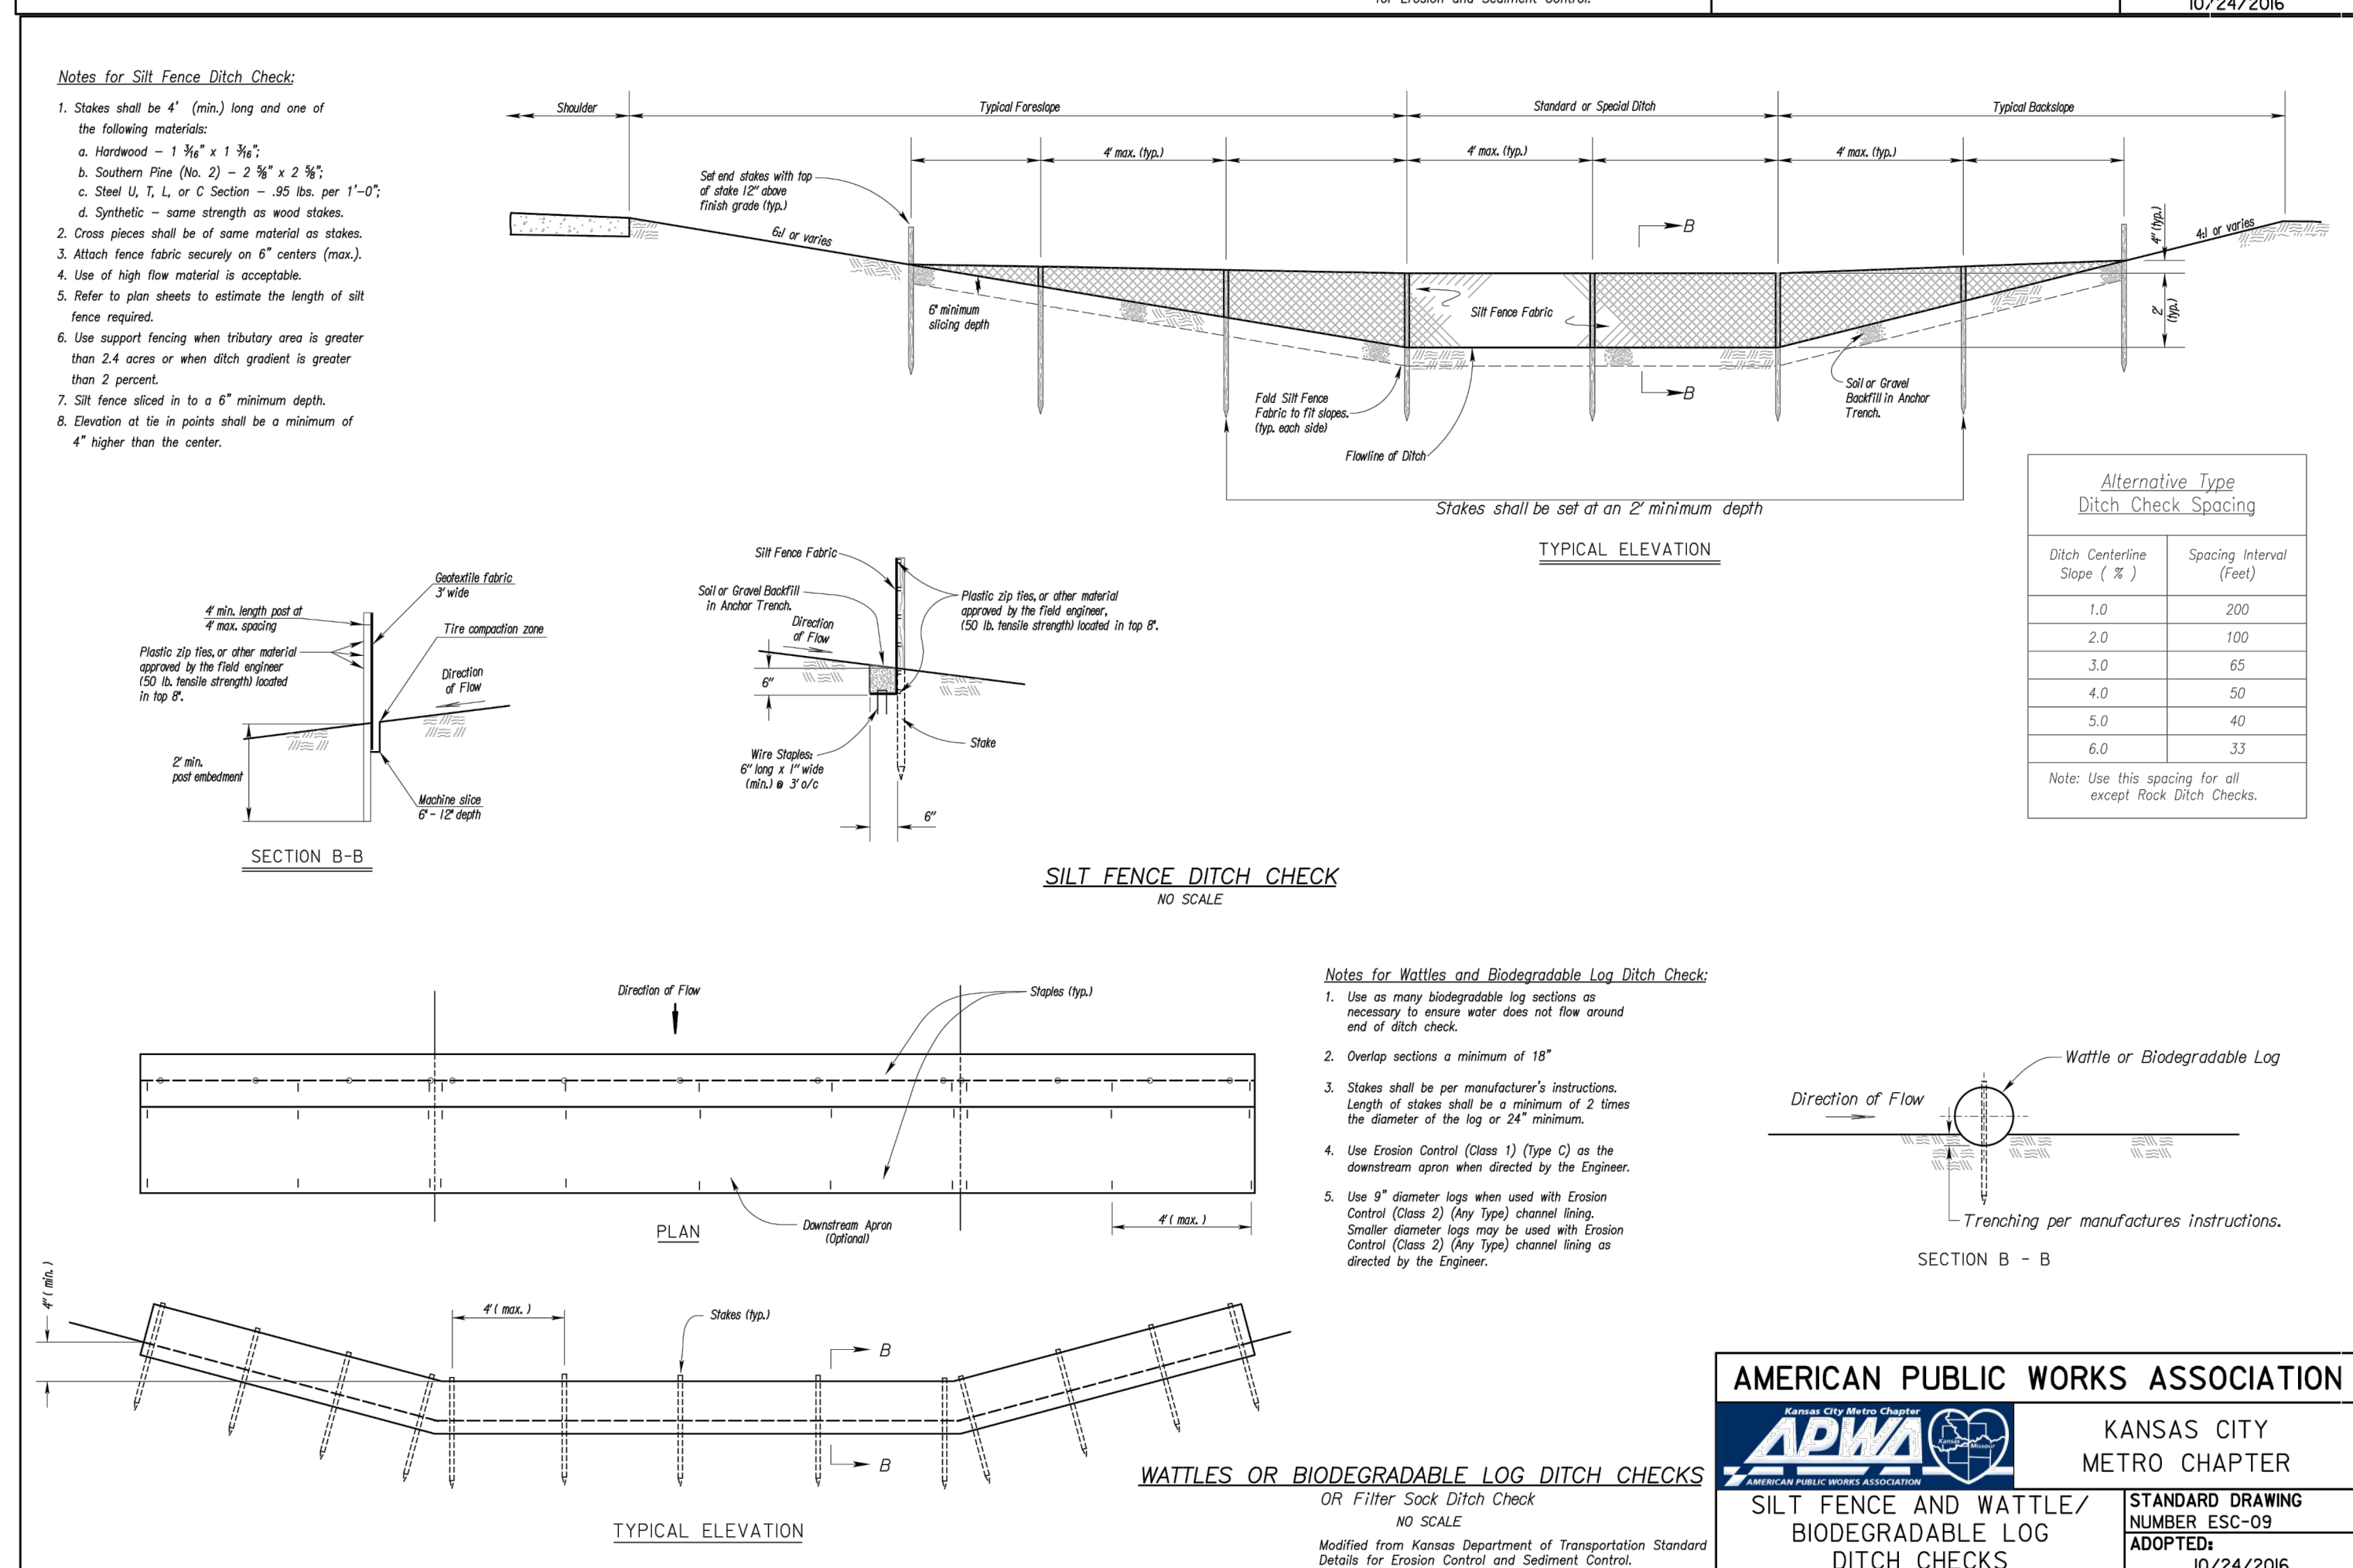 for Erosion and Sediment Control.
10/24/2016
Notes for Silt Fence Ditch Check:
1. Stakes shall be 4' (min.) long and one of
the following materials:
a. Hardwood – 1 3/16" x 1 3/16";
b. Southern Pine (No. 2) – 2 5/8" x 2 5/8";
c. Steel U, T, L, or C Section – .95 lbs. per 1'-0";
d. Synthetic – same strength as wood stakes.
2. Cross pieces shall be of same material as stakes.
3. Attach fence fabric securely on 6" centers (max.).
4. Use of high flow material is acceptable.
5. Refer to plan sheets to estimate the length of silt
fence required.
6. Use support fencing when tributary area is greater
than 2.4 acres or when ditch gradient is greater
than 2 percent.
7. Silt fence sliced in to a 6" minimum depth.
8. Elevation at tie in points shall be a minimum of
4" higher than the center.
Shoulder
Typical Foreslope
Standard or Special Ditch
Typical Backslope
4' max. (typ.)
4' max. (typ.)
4' max. (typ.)
Set end stakes with top
of stake 12" above
finish grade (typ.)
6:1 or varies
B
4" (typ.)
4:1 or varies
6" minimum
slicing depth
Silt Fence Fabric
2'
(typ.)
Fold Silt Fence
Fabric to fit slopes.
(typ. each side)
B
Soil or Gravel
Backfill in Anchor
Trench.
Flowline of Ditch
Stakes shall be set at an 2' minimum depth
TYPICAL ELEVATION
Alternative Type
Ditch Check Spacing
Ditch Centerline
Slope ( % )
Spacing Interval
(Feet)
1.0 200
2.0 100
3.0 65
4.0 50
5.0 40
6.0 33
Note: Use this spacing for all
except Rock Ditch Checks.
Geotextile fabric
3' wide
4' min. length post at
4' max. spacing
Tire compaction zone
Plastic zip ties, or other material
approved by the field engineer
(50 lb. tensile strength) located
in top 8".
Direction
of Flow
2' min.
post embedment
Machine slice
6" - 12" depth
SECTION B-B
Silt Fence Fabric
Soil or Gravel Backfill
in Anchor Trench.
Direction
of Flow
Plastic zip ties, or other material
approved by the field engineer,
(50 lb. tensile strength) located in top 8".
6"
Stake
Wire Staples:
6" long x 1" wide
(min.) @ 3' o/c
6"
SILT FENCE DITCH CHECK
NO SCALE
Direction of Flow
Staples (typ.)
PLAN
Downstream Apron
(Optional)
4' ( max. )
4" ( min. )
4' ( max. )
Stakes (typ.)
B
B
TYPICAL ELEVATION
Notes for Wattles and Biodegradable Log Ditch Check:
1. Use as many biodegradable log sections as
necessary to ensure water does not flow around
end of ditch check.
2. Overlap sections a minimum of 18"
3. Stakes shall be per manufacturer's instructions.
Length of stakes shall be a minimum of 2 times
the diameter of the log or 24" minimum.
4. Use Erosion Control (Class 1) (Type C) as the
downstream apron when directed by the Engineer.
5. Use 9" diameter logs when used with Erosion
Control (Class 2) (Any Type) channel lining.
Smaller diameter logs may be used with Erosion
Control (Class 2) (Any Type) channel lining as
directed by the Engineer.
Wattle or Biodegradable Log
Direction of Flow
Trenching per manufactures instructions.
SECTION B - B
WATTLES OR BIODEGRADABLE LOG DITCH CHECKS
OR Filter Sock Ditch Check
NO SCALE
Modified from Kansas Department of Transportation Standard
Details for Erosion Control and Sediment Control.
AMERICAN PUBLIC WORKS ASSOCIATION
Kansas City Metro Chapter
APWA
Kansas Missouri
AMERICAN PUBLIC WORKS ASSOCIATION
KANSAS CITY
METRO CHAPTER
SILT FENCE AND WATTLE/
BIODEGRADABLE LOG
DITCH CHECKS
STANDARD DRAWING
NUMBER ESC-09
ADOPTED:
10/24/2016